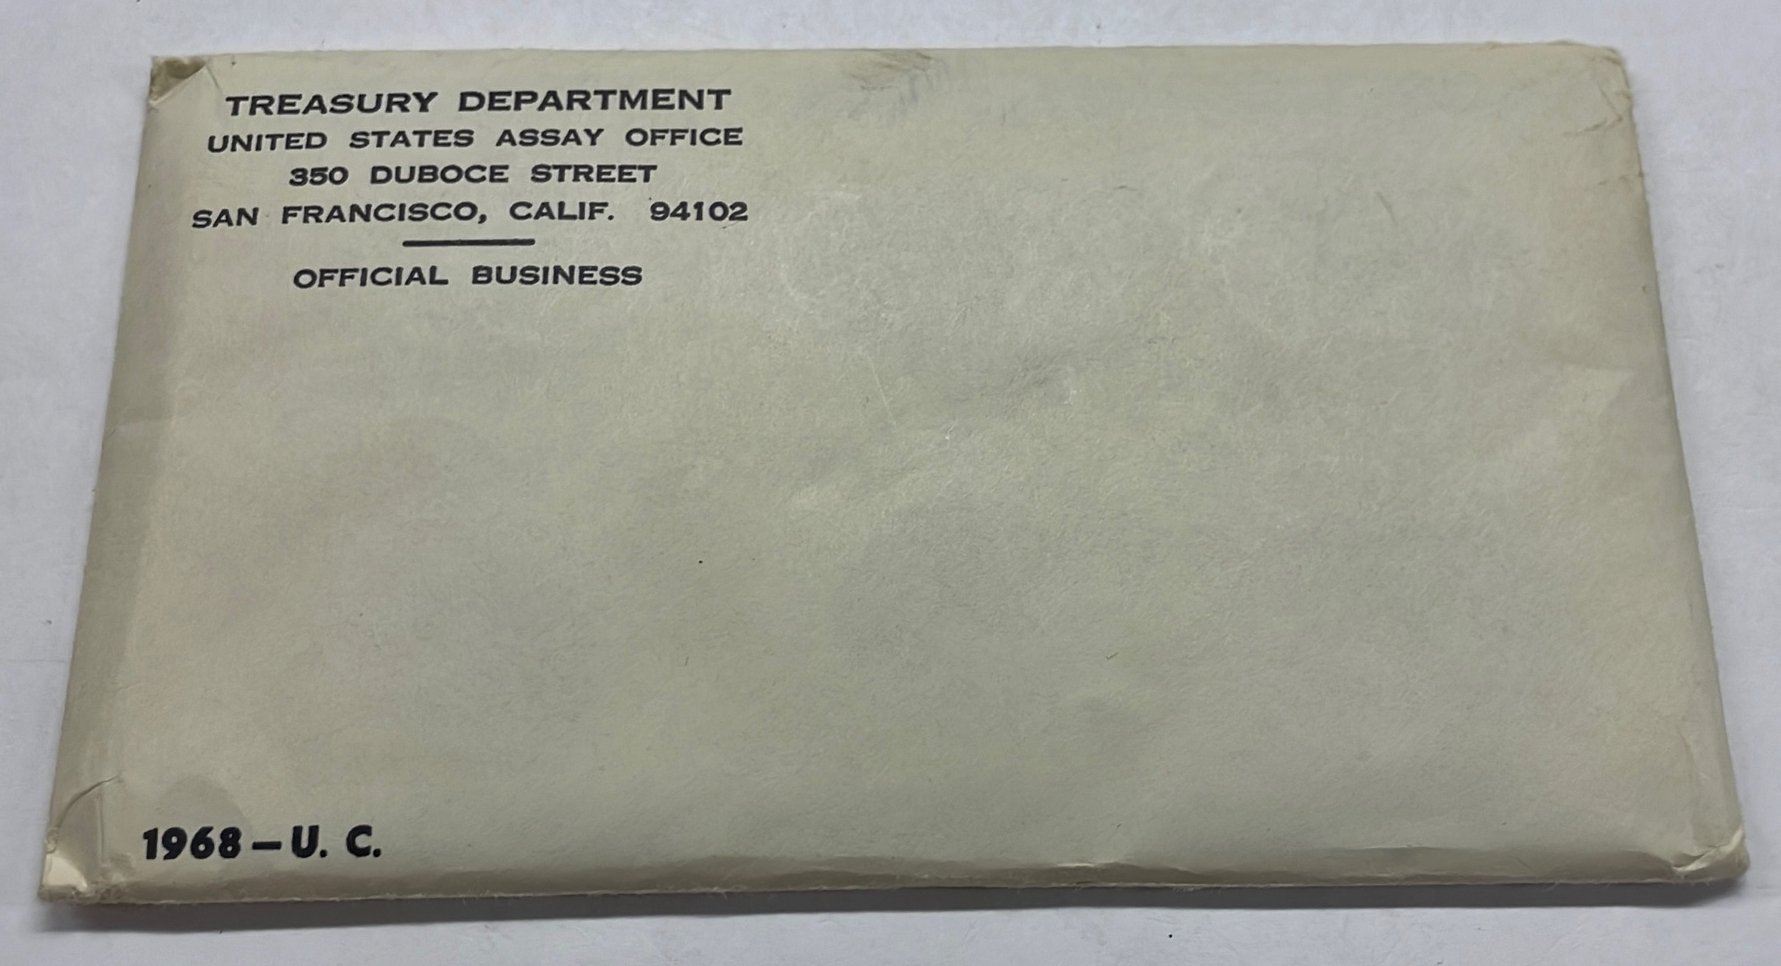 TREASURY DEPARTMENT
UNITED STATES ASSAY OFFICE
350 DUBOCE STREET
SAN FRANCISCO, CALIF. 94102
OFFICIAL BUSINESS
1968 – U. C.